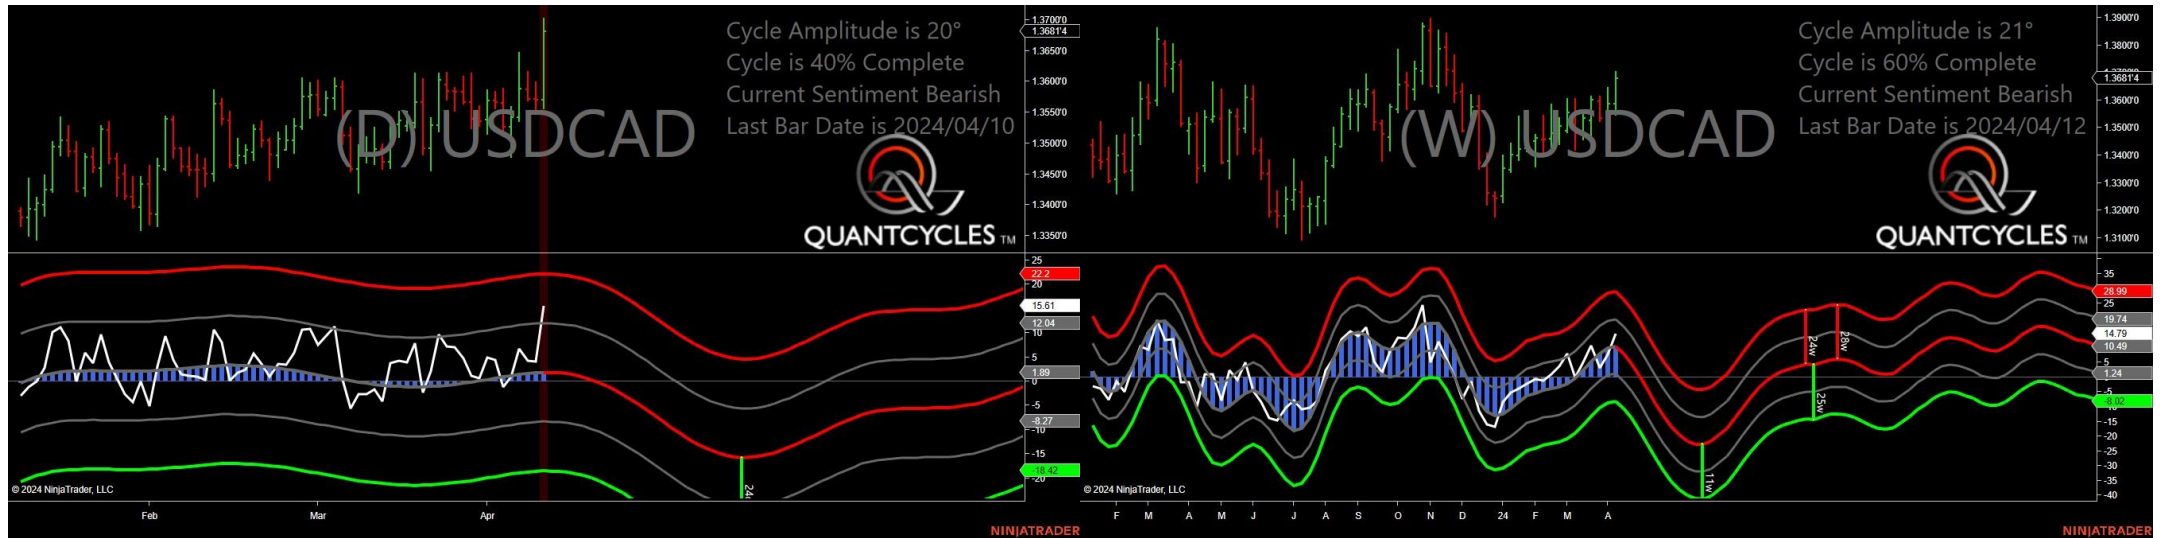 Cycle Amplitude is 20°
Cycle is 40% Complete
Current Sentiment Bearish
Last Bar Date is 2024/04/10
(D) USDCAD
QUANTCYCLES TM
1.3700'0
1.3681'4
1.3650'0
1.3600'0
1.3550'0
1.3500'0
1.3450'0
1.3400'0
1.3350'0
25
22.2
20
15.61
12.04
10
5
1.89
0
-5
-8.27
-10
-15
-18.42
-20
© 2024 NinjaTrader, LLC
Feb Mar Apr
NINJATRADER
Cycle Amplitude is 21°
Cycle is 60% Complete
Current Sentiment Bearish
Last Bar Date is 2024/04/12
(W) USDCAD
QUANTCYCLES TM
1.3900'0
1.3800'0
1.3681'4
1.3600'0
1.3500'0
1.3400'0
1.3300'0
1.3200'0
1.3100'0
35
28.99
25
19.74
14.79
10.49
5
1.24
-5
-8.02
-15
-20
-25
-30
-35
-40
24w
28w
25w
11w
© 2024 NinjaTrader, LLC
F M A M J J A S O N D 24 F M A
NINJATRADER